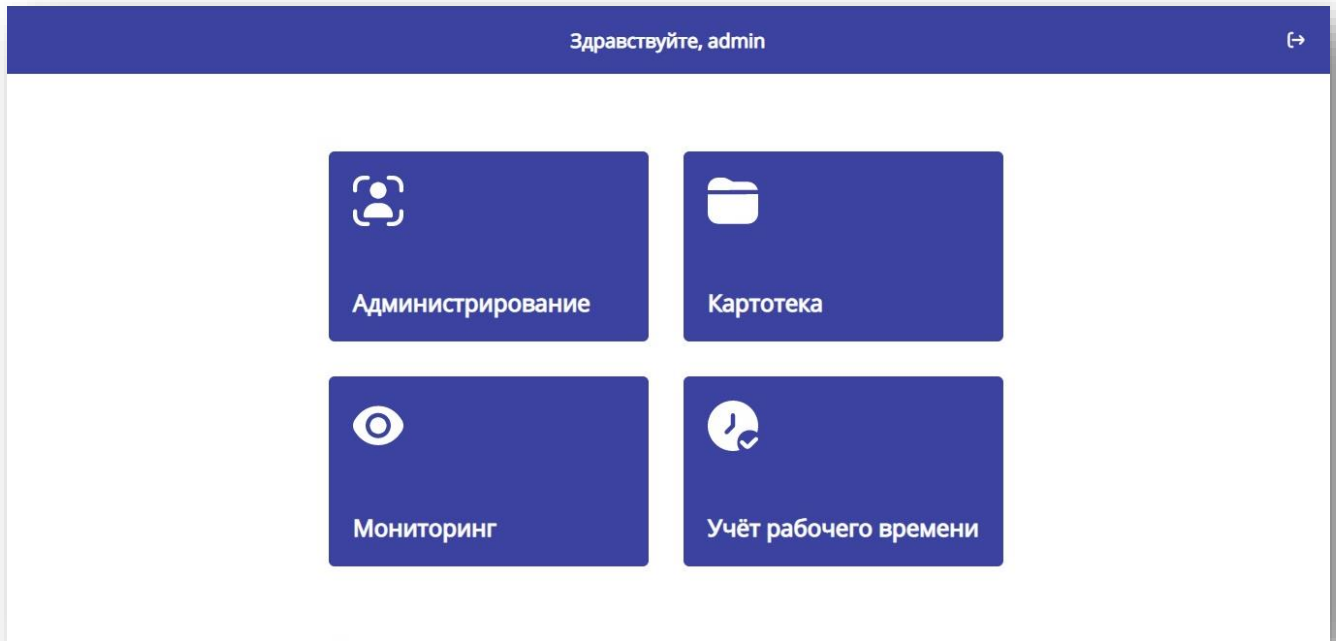 Здравствуйте, admin
Администрирование
Картотека
Мониторинг
Учёт рабочего времени